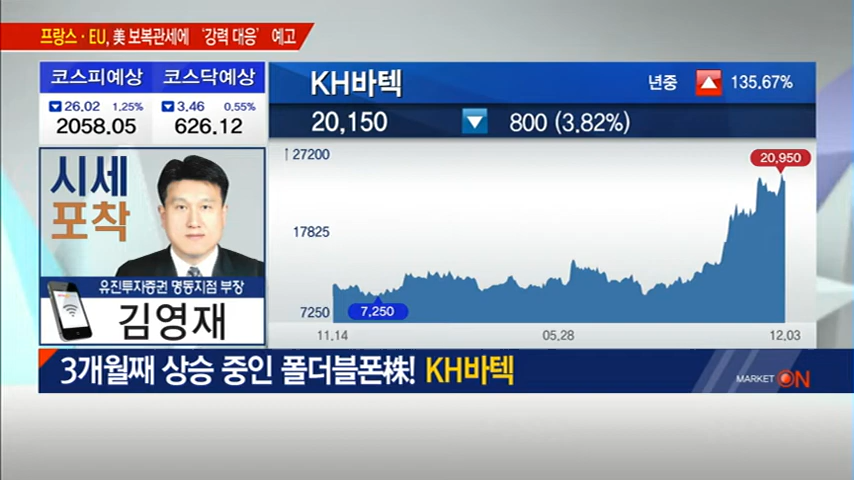 프랑스·EU, 美 보복관세에 ‘강력 대응’ 예고
코스피예상 코스닥예상
▼26.02 1.25% ▼3.46 0.55%
2058.05 626.12
KH바텍 년중 ▲ 135.67%
20,150 ▼ 800 (3.82%)
시세
포착
유진투자증권 명동지점 부장
김영재
27200
17825
7250
20,950
7,250
11.14 05.28 12.03
3개월째 상승 중인 폴더블폰株! KH바텍
MARKET ON